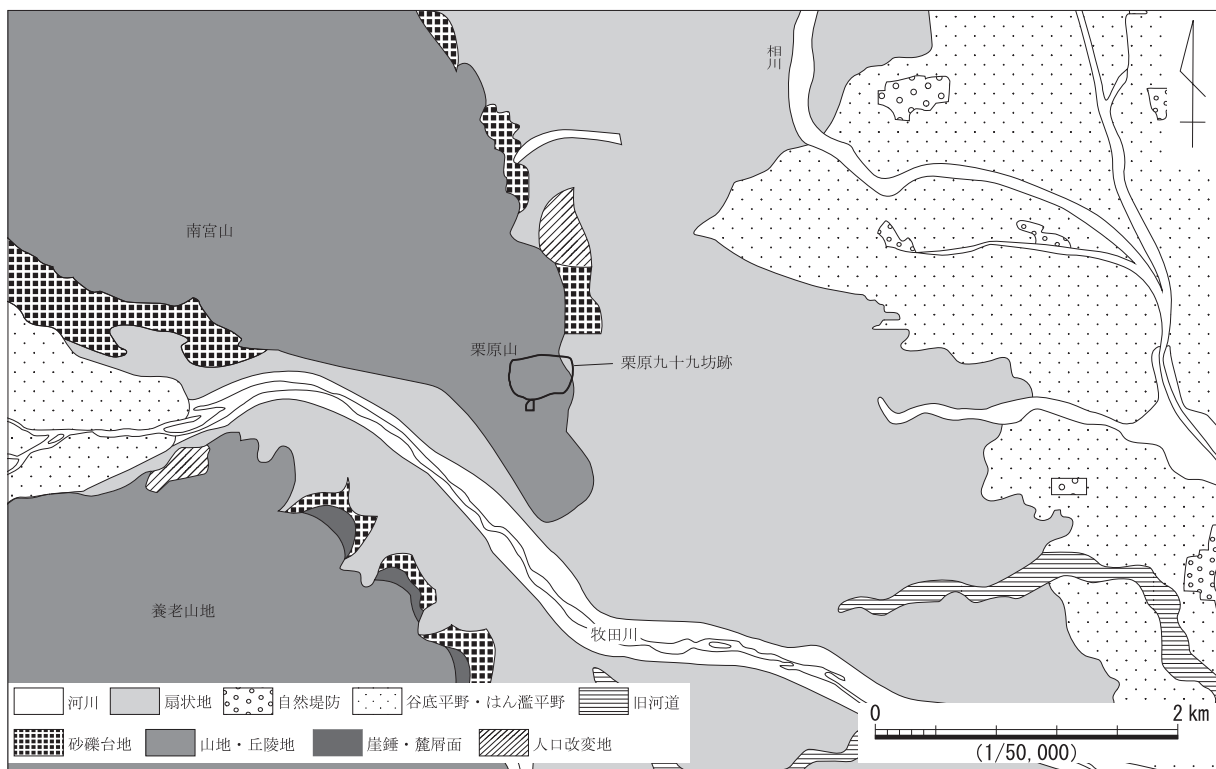 相川
南宮山
栗原山
栗原九十九坊跡
養老山地
牧田川
河川 扇状地 自然堤防 谷底平野・はん濫平野 旧河道
砂礫台地 山地・丘陵地 崖錐・麓屑面 人口改変地
0 2 km
(1/50,000)